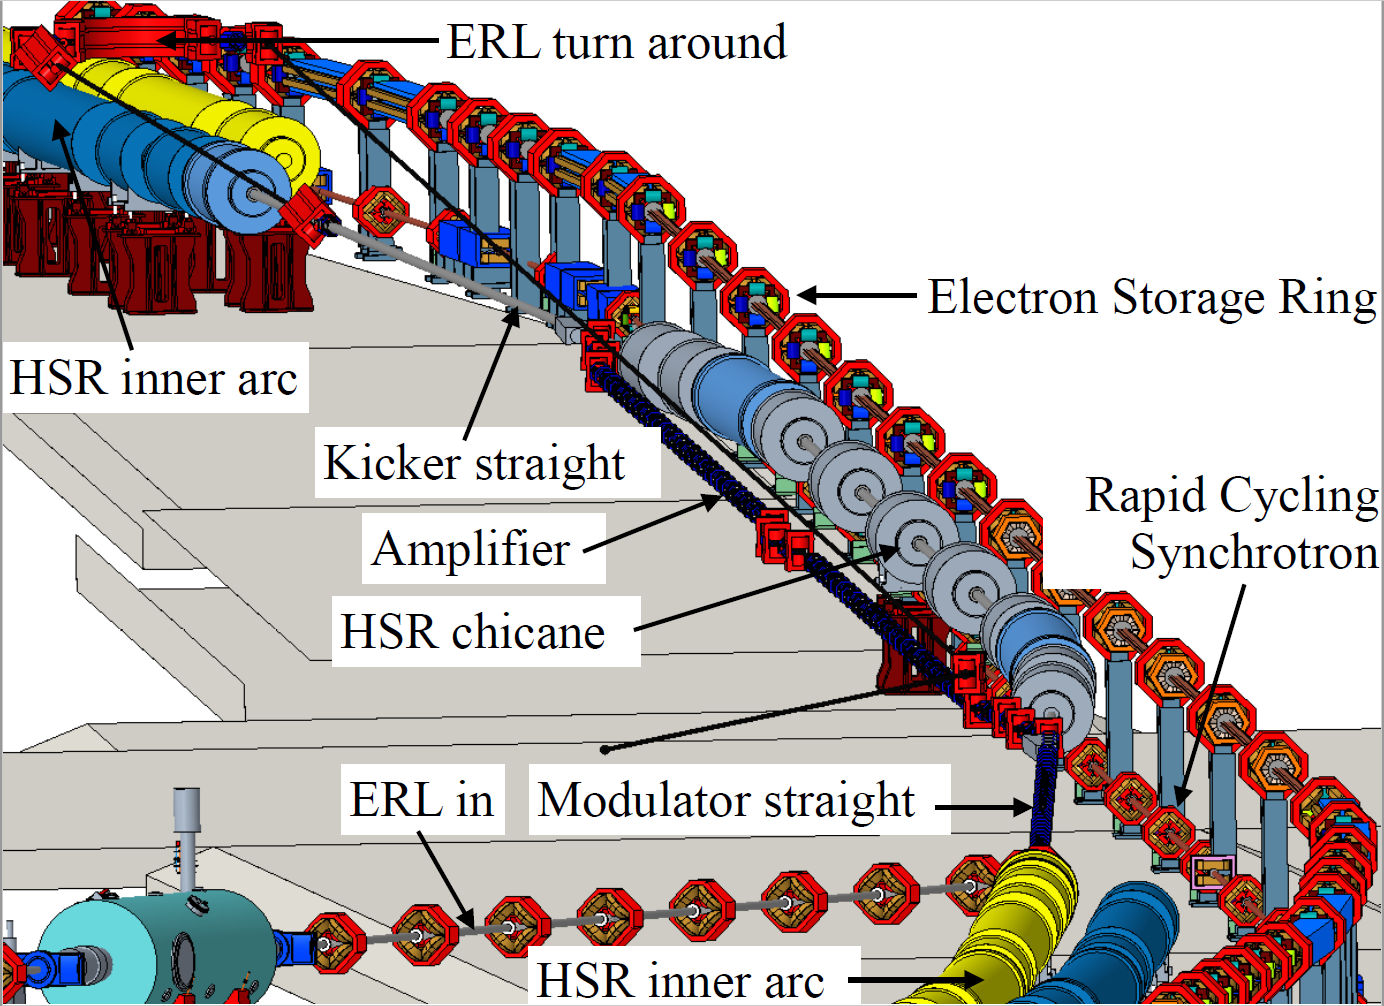 ERL turn around
Electron Storage Ring
HSR inner arc
Kicker straight
Rapid Cycling
Synchrotron
Amplifier
HSR chicane
ERL in
Modulator straight
HSR inner arc